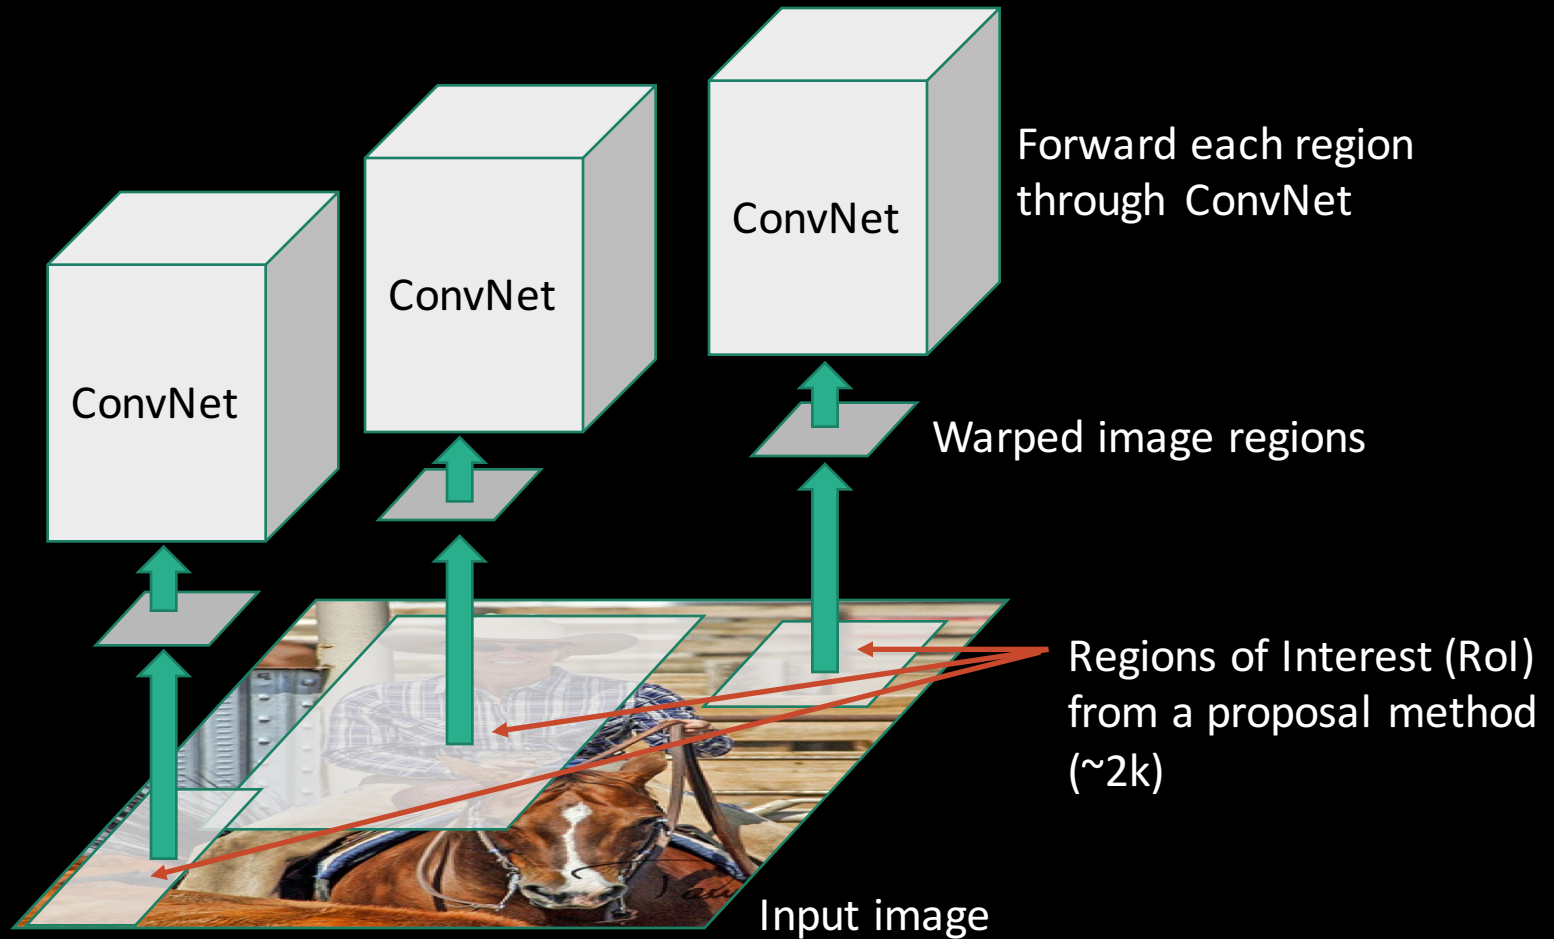 Forward each region
through ConvNet
ConvNet
ConvNet
ConvNet
Warped image regions
Regions of Interest (RoI)
from a proposal method
(~2k)
Input image